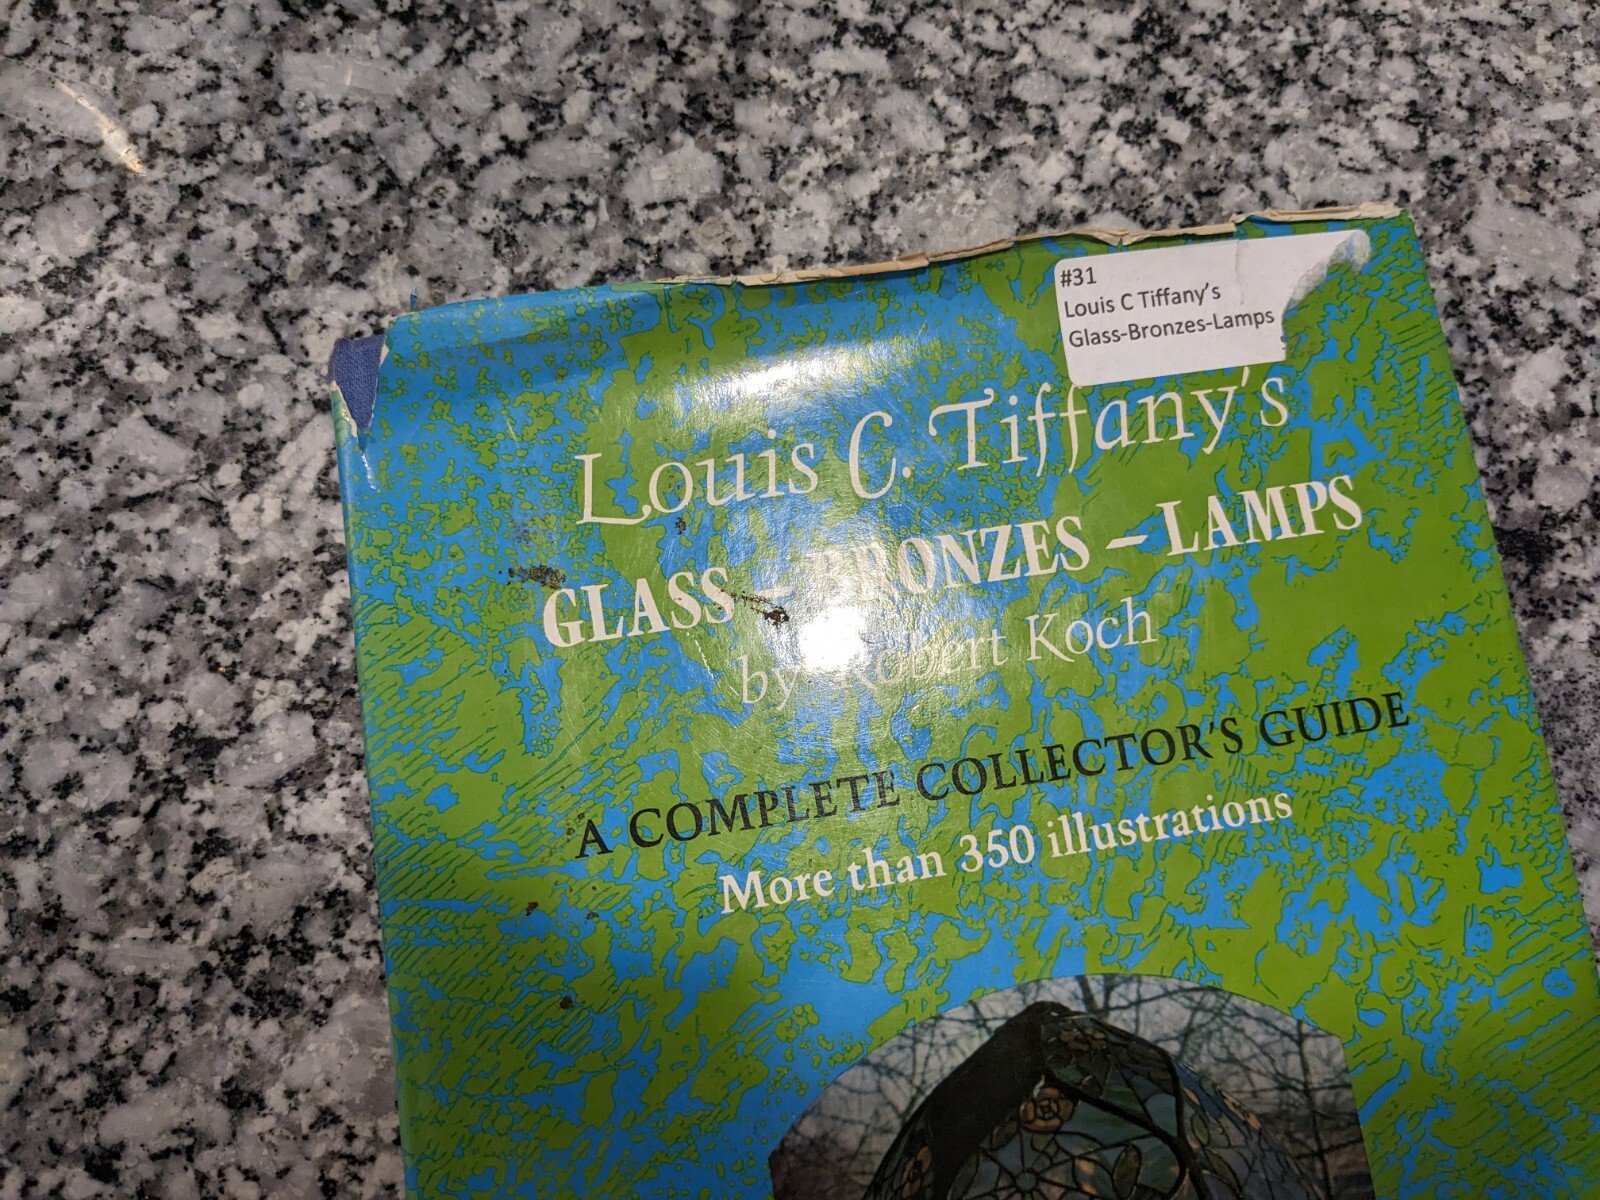 #31
Louis C Tiffany's
Glass-Bronzes-Lamps
Louis C. Tiffany's
GLASS – BRONZES – LAMPS
by Robert Koch
A COMPLETE COLLECTOR'S GUIDE
More than 350 illustrations